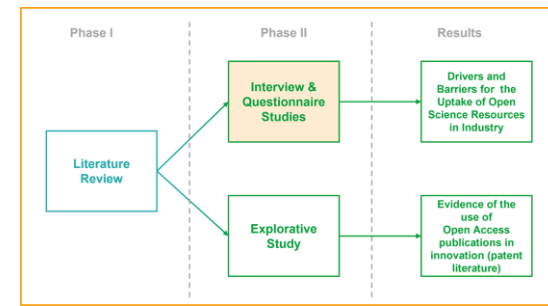 Phase I
Phase II
Results
Literature
Review
Interview &
Questionnaire
Studies
Drivers and
Barriers for the
Uptake of Open
Science Resources
in Industry
Explorative
Study
Evidence of the
use of
Open Access
publications in
innovation (patent
literature)